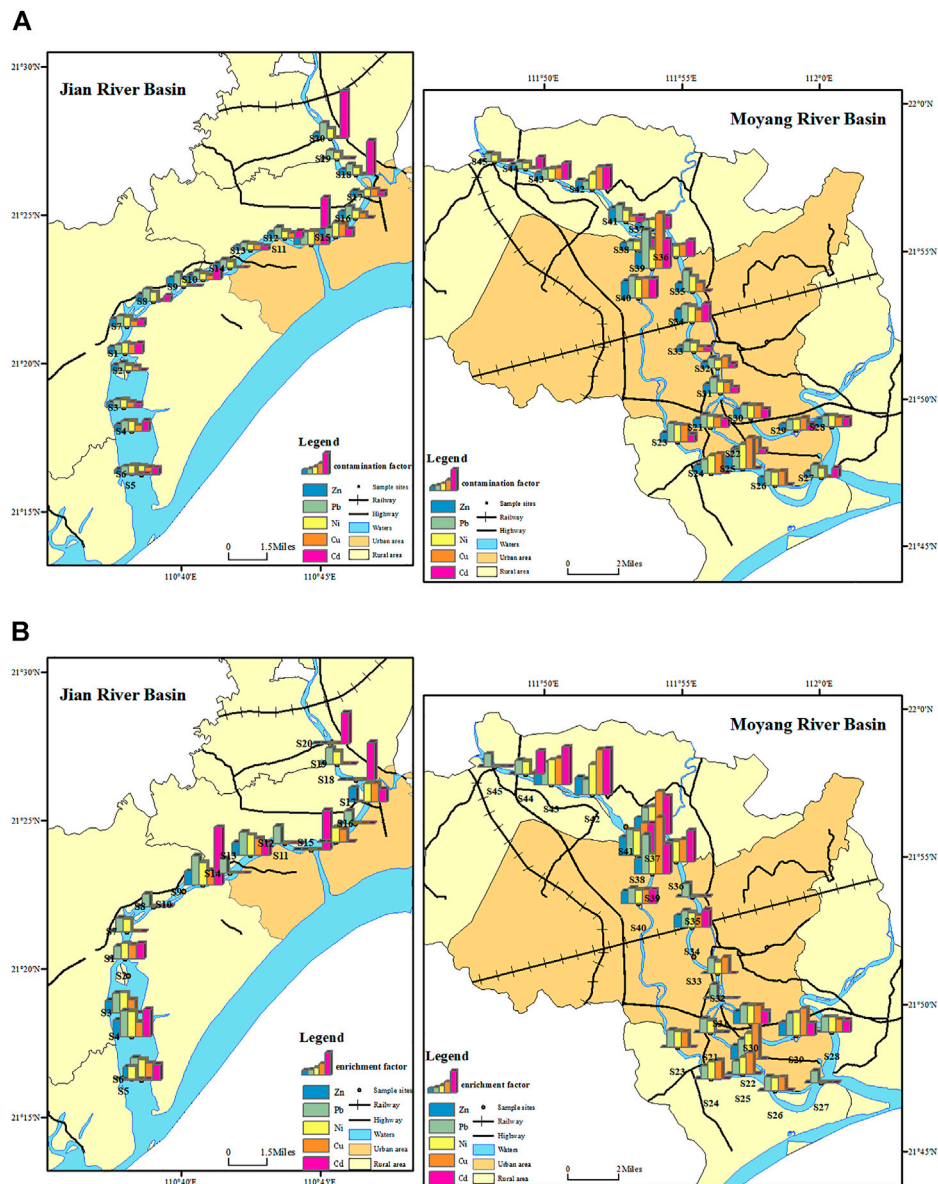 A
21°30'N
21°25'N
21°20'N
21°15'N
Jian River Basin
S20
S19
S18
S17
S16
S15
S12
S11
S13
S14
S10
S9
S8
S7
S1
S2
S3
S4
S6
S5
Legend
contamination factor
Zn
Pb
Ni
Cu
Cd
Sample sites
Railway
Highway
Waters
Urban area
Rural area
0 1.5Miles
110°40'E 110°45'E
111°50'E 111°55'E 112°0'E
Moyang River Basin
22°0'N
21°55'N
21°50'N
21°45'N
S45
S44
S43
S42
S41
S37
S38
S36
S39
S40
S35
S34
S33
S32
S31
S30
S21
S29
S28
S23
S22
S24
S25
S26
S27
Legend
contamination factor
Zn
Pb
Ni
Cu
Cd
Sample sites
Railway
Highway
Waters
Urban area
Rural area
0 2Miles
B
21°30'N
21°25'N
21°20'N
21°15'N
Jian River Basin
S20
S19
S18
S17
S16
S15
S12
S11
S13
S14
S9
S10
S8
S7
S1
S2
S3
S4
S6
S5
Legend
enrichment factor
Zn
Pb
Ni
Cu
Cd
Sample sites
Railway
Highway
Waters
Urban area
Rural area
0 1.5Miles
110°40'E 110°45'E
111°50'E 111°55'E 112°0'E
Moyang River Basin
22°0'N
21°55'N
21°50'N
21°45'N
S45
S44
S43
S42
S41
S37
S38
S36
S39
S35
S40
S34
S33
S32
S31
S30
S29
S28
S21
S23
S22
S24
S25
S26
S27
Legend
enrichment factor
Zn
Pb
Ni
Cu
Cd
Sample sites
Railway
Highway
Waters
Urban area
Rural area
0 2Miles